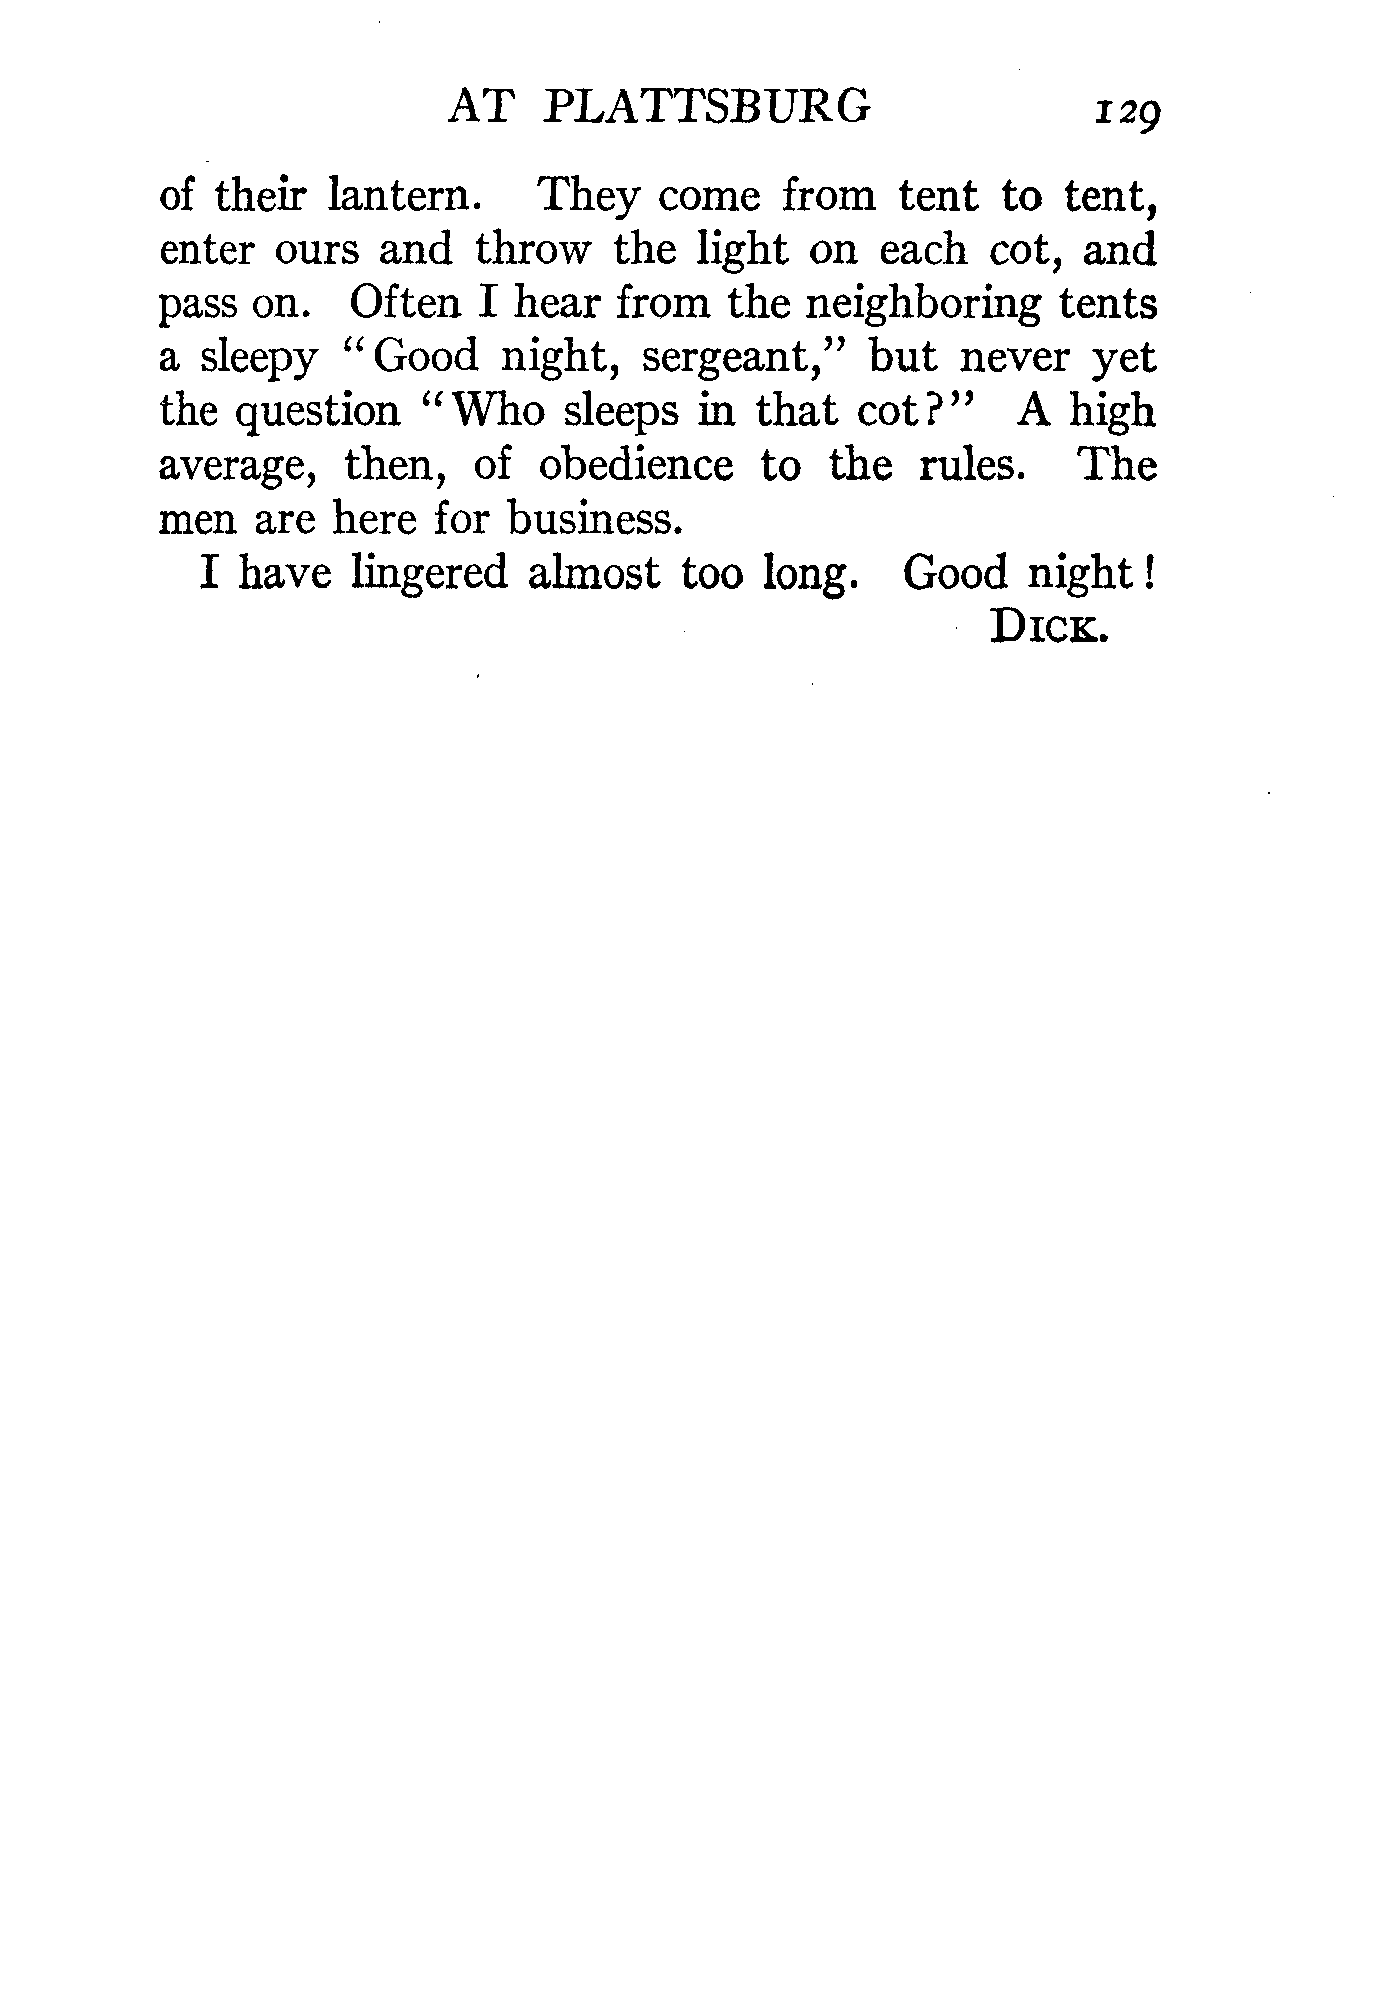 AT PLATTSBURG 129
of their lantern. They come from tent to tent,
enter ours and throw the light on each cot, and
pass on. Often I hear from the neighboring tents
a sleepy “Good night, sergeant,” but never yet
the question “Who sleeps in that cot?” A high
average, then, of obedience to the rules. The
men are here for business.
I have lingered almost too long. Good night!
DICK.